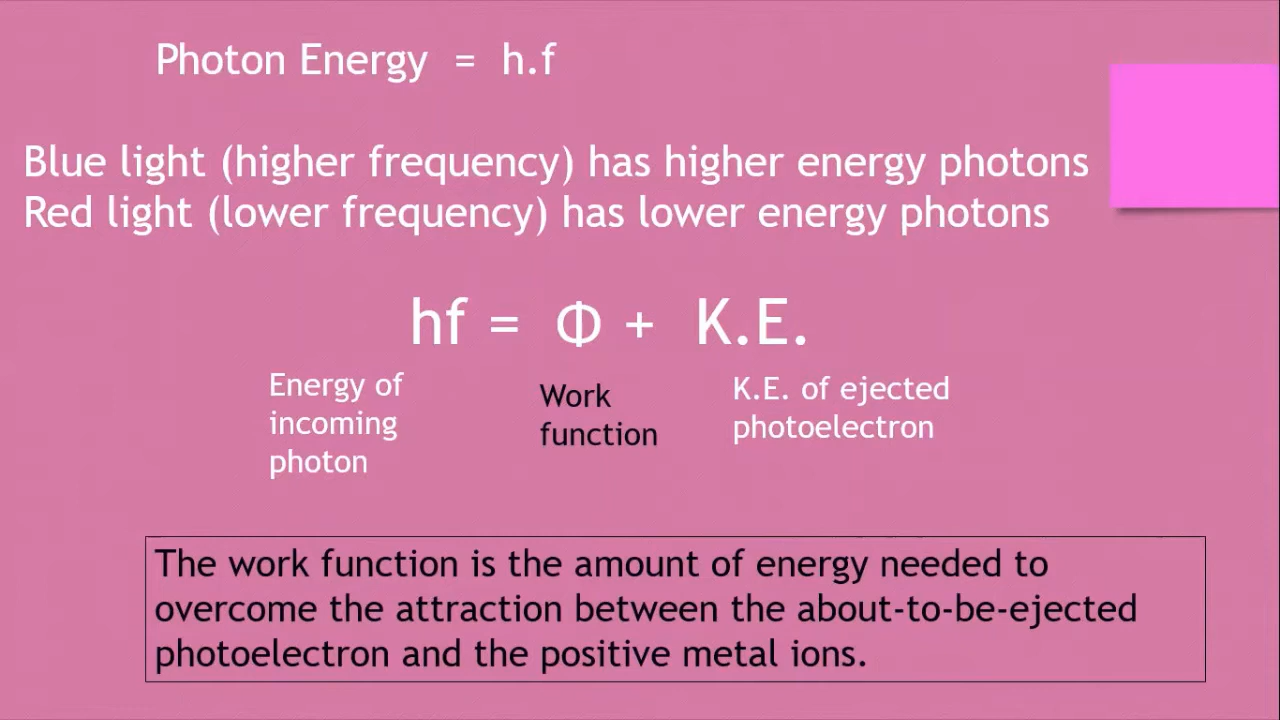 Photon Energy = h.f
Blue light (higher frequency) has higher energy photons
Red light (lower frequency) has lower energy photons
hf = Φ + K.E.
Energy of
incoming
photon
Work
function
K.E. of ejected
photoelectron
The work function is the amount of energy needed to
overcome the attraction between the about-to-be-ejected
photoelectron and the positive metal ions.